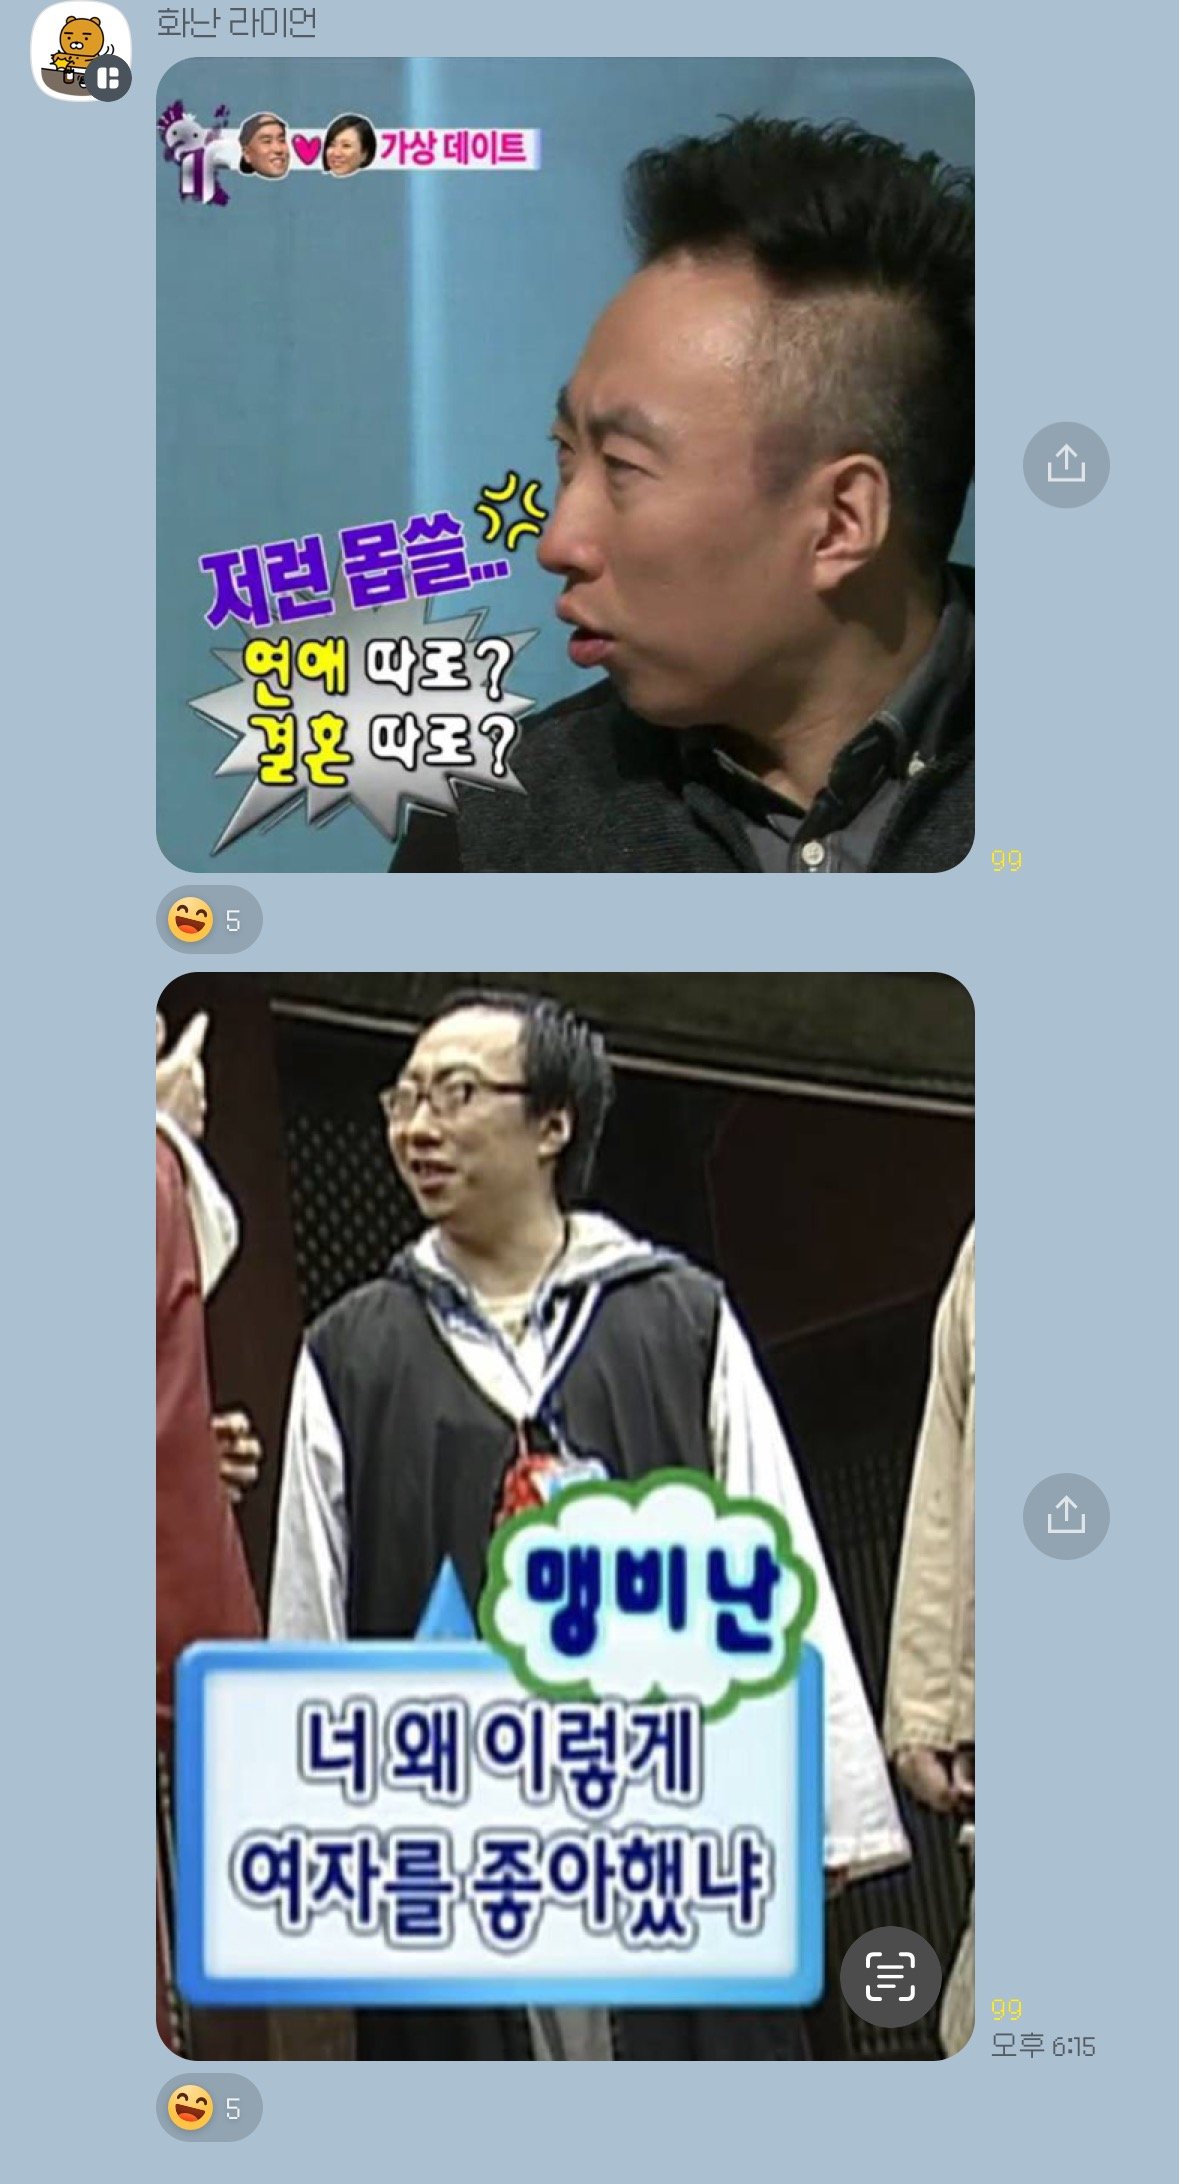 화난 라이언
가상 데이트
저런 몹쓸...
연애 따로?
결혼 따로?
99
5
맹비난
너 왜 이렇게
여자를 좋아했냐
99
오후 6:15
5